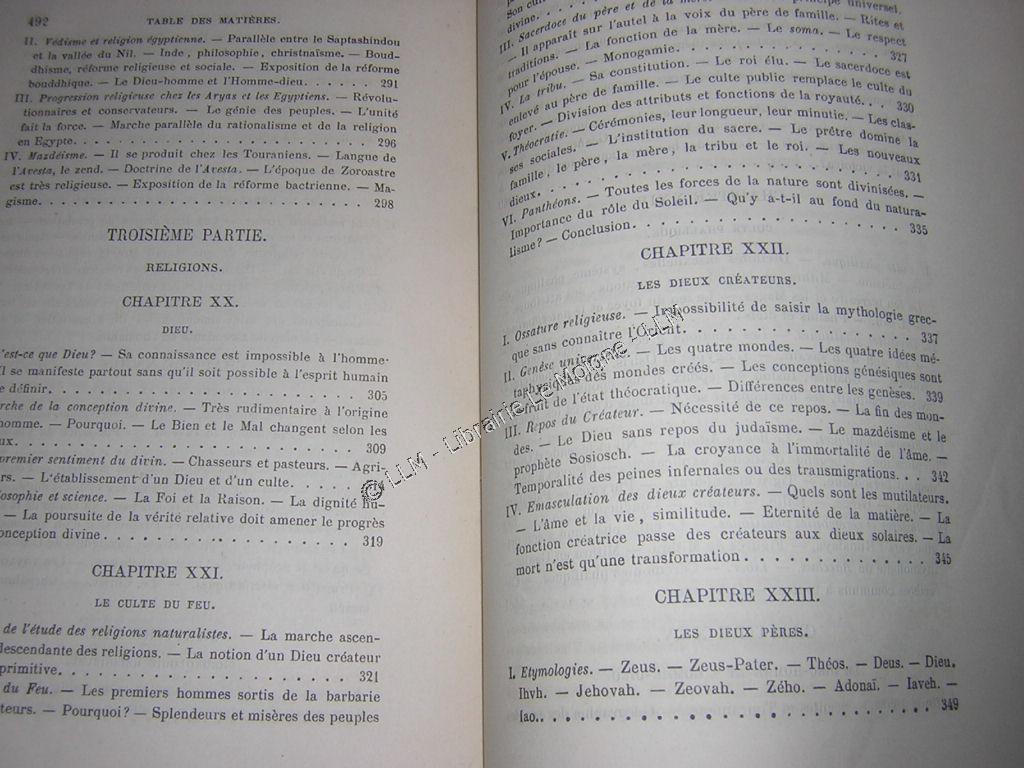 492 TABLE DES MATIÈRES.
II. Védisme et religion égyptienne. — Parallèle entre le Saptashindou
et la vallée du Nil. — Inde, philosophie, christnaïsme. — Boud-
dhisme, réforme religieuse et sociale. — Exposition de la réforme
bouddhique. — Le Dieu-homme et l'Homme-dieu. . . . . . . 291
III. Progression religieuse chez les Aryas et les Egyptiens. — Révolu-
tionnaires et conservateurs. — Le génie des peuples. — L'unité
fait la force. — Marche parallèle du rationalisme et de la religion
en Egypte. . . . . . . . . . . . . . . . . . . . . 296
IV. Mazdéisme. — Il se produit chez les Touraniens. — Langue de
l'Avesta, le zend. — Doctrine de l'Avesta. — L'époque de Zoroastre
est très religieuse. — Exposition de la réforme bactrienne. — Ma-
gisme. . . . . . . . . . . . . . . . . . . . . . . 298
TROISIÈME PARTIE.
RELIGIONS.
CHAPITRE XX.
DIEU.
'est-ce que Dieu? — Sa connaissance est impossible à l'homme.
Il se manifeste partout sans qu'il soit possible à l'esprit humain
e définir. . . . . . . . . . . . . . . . . . . . . 305
rche de la conception divine. — Très rudimentaire à l'origine
homme. — Pourquoi. — Le Bien et le Mal changent selon les
ux. . . . . . . . . . . . . . . . . . . . . . . . 309
premier sentiment du divin. — Chasseurs et pasteurs. — Agri-
rs. — L'établissement d'un Dieu et d'un culte. . . . . .
losophie et science. — La Foi et la Raison. — La dignité hu-
— La poursuite de la vérité relative doit amener le progrès
onception divine . . . . . . . . . . . . . . . . . . 319
CHAPITRE XXI.
LE CULTE DU FEU.
de l'étude des religions naturalistes. — La marche ascen-
descendante des religions. — La notion d'un Dieu créateur
primitive. . . . . . . . . . . . . . . . . . . . . 321
du Feu. — Les premiers hommes sortis de la barbarie
teurs. — Pourquoi? — Splendeurs et misères des peuples
Son cul principe universel,
divine.
III. Sacerdoce du père et de la
Il apparaît sur l'autel à la voix du père de famille. — Rites et
traditions. — La fonction de la mère. — Le soma. — Le respect
pour l'épouse. — Monogamie. . . . . . . . . . . . . 327
IV. La tribu. — Sa constitution. — Le roi élu. — Le sacerdoce est
enlevé au père de famille. — Le culte public remplace le culte du
foyer. — Division des attributs et fonctions de la royauté. . . 330
V. Théocratie. — Cérémonies, leur longueur, leur minutie. — Les clas-
ses sociales. — L'institution du sacre. — Le prêtre domine la
famille, le père, la mère, la tribu et le roi. — Les nouveaux
dieux. . . . . . . . . . . . . . . . . . . . . . . 331
VI. Panthéons. — Toutes les forces de la nature sont divinisées. —
Importance du rôle du Soleil. — Qu'y a-t-il au fond du natura-
lisme? — Conclusion. . . . . . . . . . . . . . . . . 335
CHAPITRE XXII.
LES DIEUX CRÉATEURS.
I. Ossature religieuse. — Impossibilité de saisir la mythologie grec-
que sans connaître l'Orient. . . . . . . . . . . . . . 337
II. Genèse universelle. — Les quatre mondes. — Les quatre idées mé-
taphysiques des mondes créés. — Les conceptions génésiques sont
le fruit de l'état théocratique. — Différences entre les genèses. 339
III. Repos du Créateur. — Nécessité de ce repos. — La fin des mon-
des. — Le Dieu sans repos du judaïsme. — Le mazdéisme et le
prophète Sosiosch. — La croyance à l'immortalité de l'âme. —
Temporalité des peines infernales ou des transmigrations. . . 342
IV. Emasculation des dieux créateurs. — Quels sont les mutilateurs.
— L'âme et la vie, similitude. — Eternité de la matière. — La
fonction créatrice passe des créateurs aux dieux solaires. — La
mort n'est qu'une transformation. . . . . . . . . . . . 345
CHAPITRE XXIII.
LES DIEUX PÈRES.
I. Etymologies. — Zeus. — Zeus-Pater. — Théos. — Deus. — Dieu.
Ihvh. — Jehovah. — Zeovah. — Zého. — Adonaï. — Iaveh. —
Iao. . . . . . . . . . . . . . . . . . . . . . . . 349
© LLM - Librairie LeMoigne - LLM